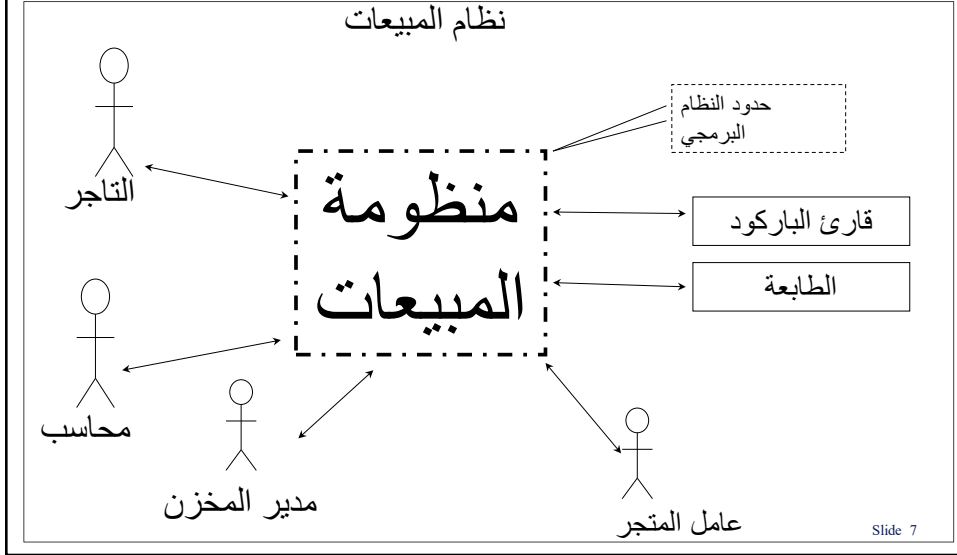 نظام المبيعات
حدود النظام
البرمجي
التاجر
منظومة
المبيعات
قارئ الباركود
الطابعة
محاسب
مدير المخزن
عامل المتجر
Slide 7